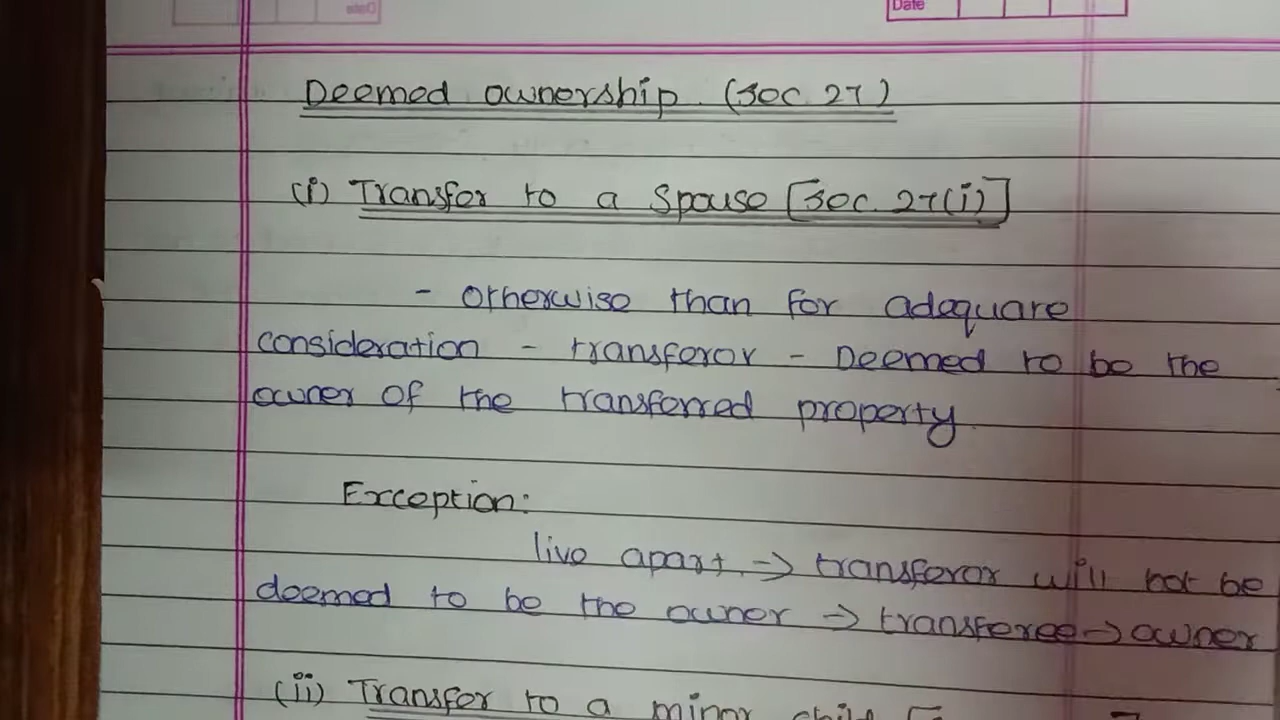 Date
Deemed ownership (Sec 27)
(i) Transfer to a Spouse [Sec. 27(i)]
- otherwise than for adequate
consideration - transferor - Deemed to be the
owner of the transferred property
Exception:
live apart → transferor will not be
deemed to be the owner → transferee → owner
(ii) Transfer to a minor child [